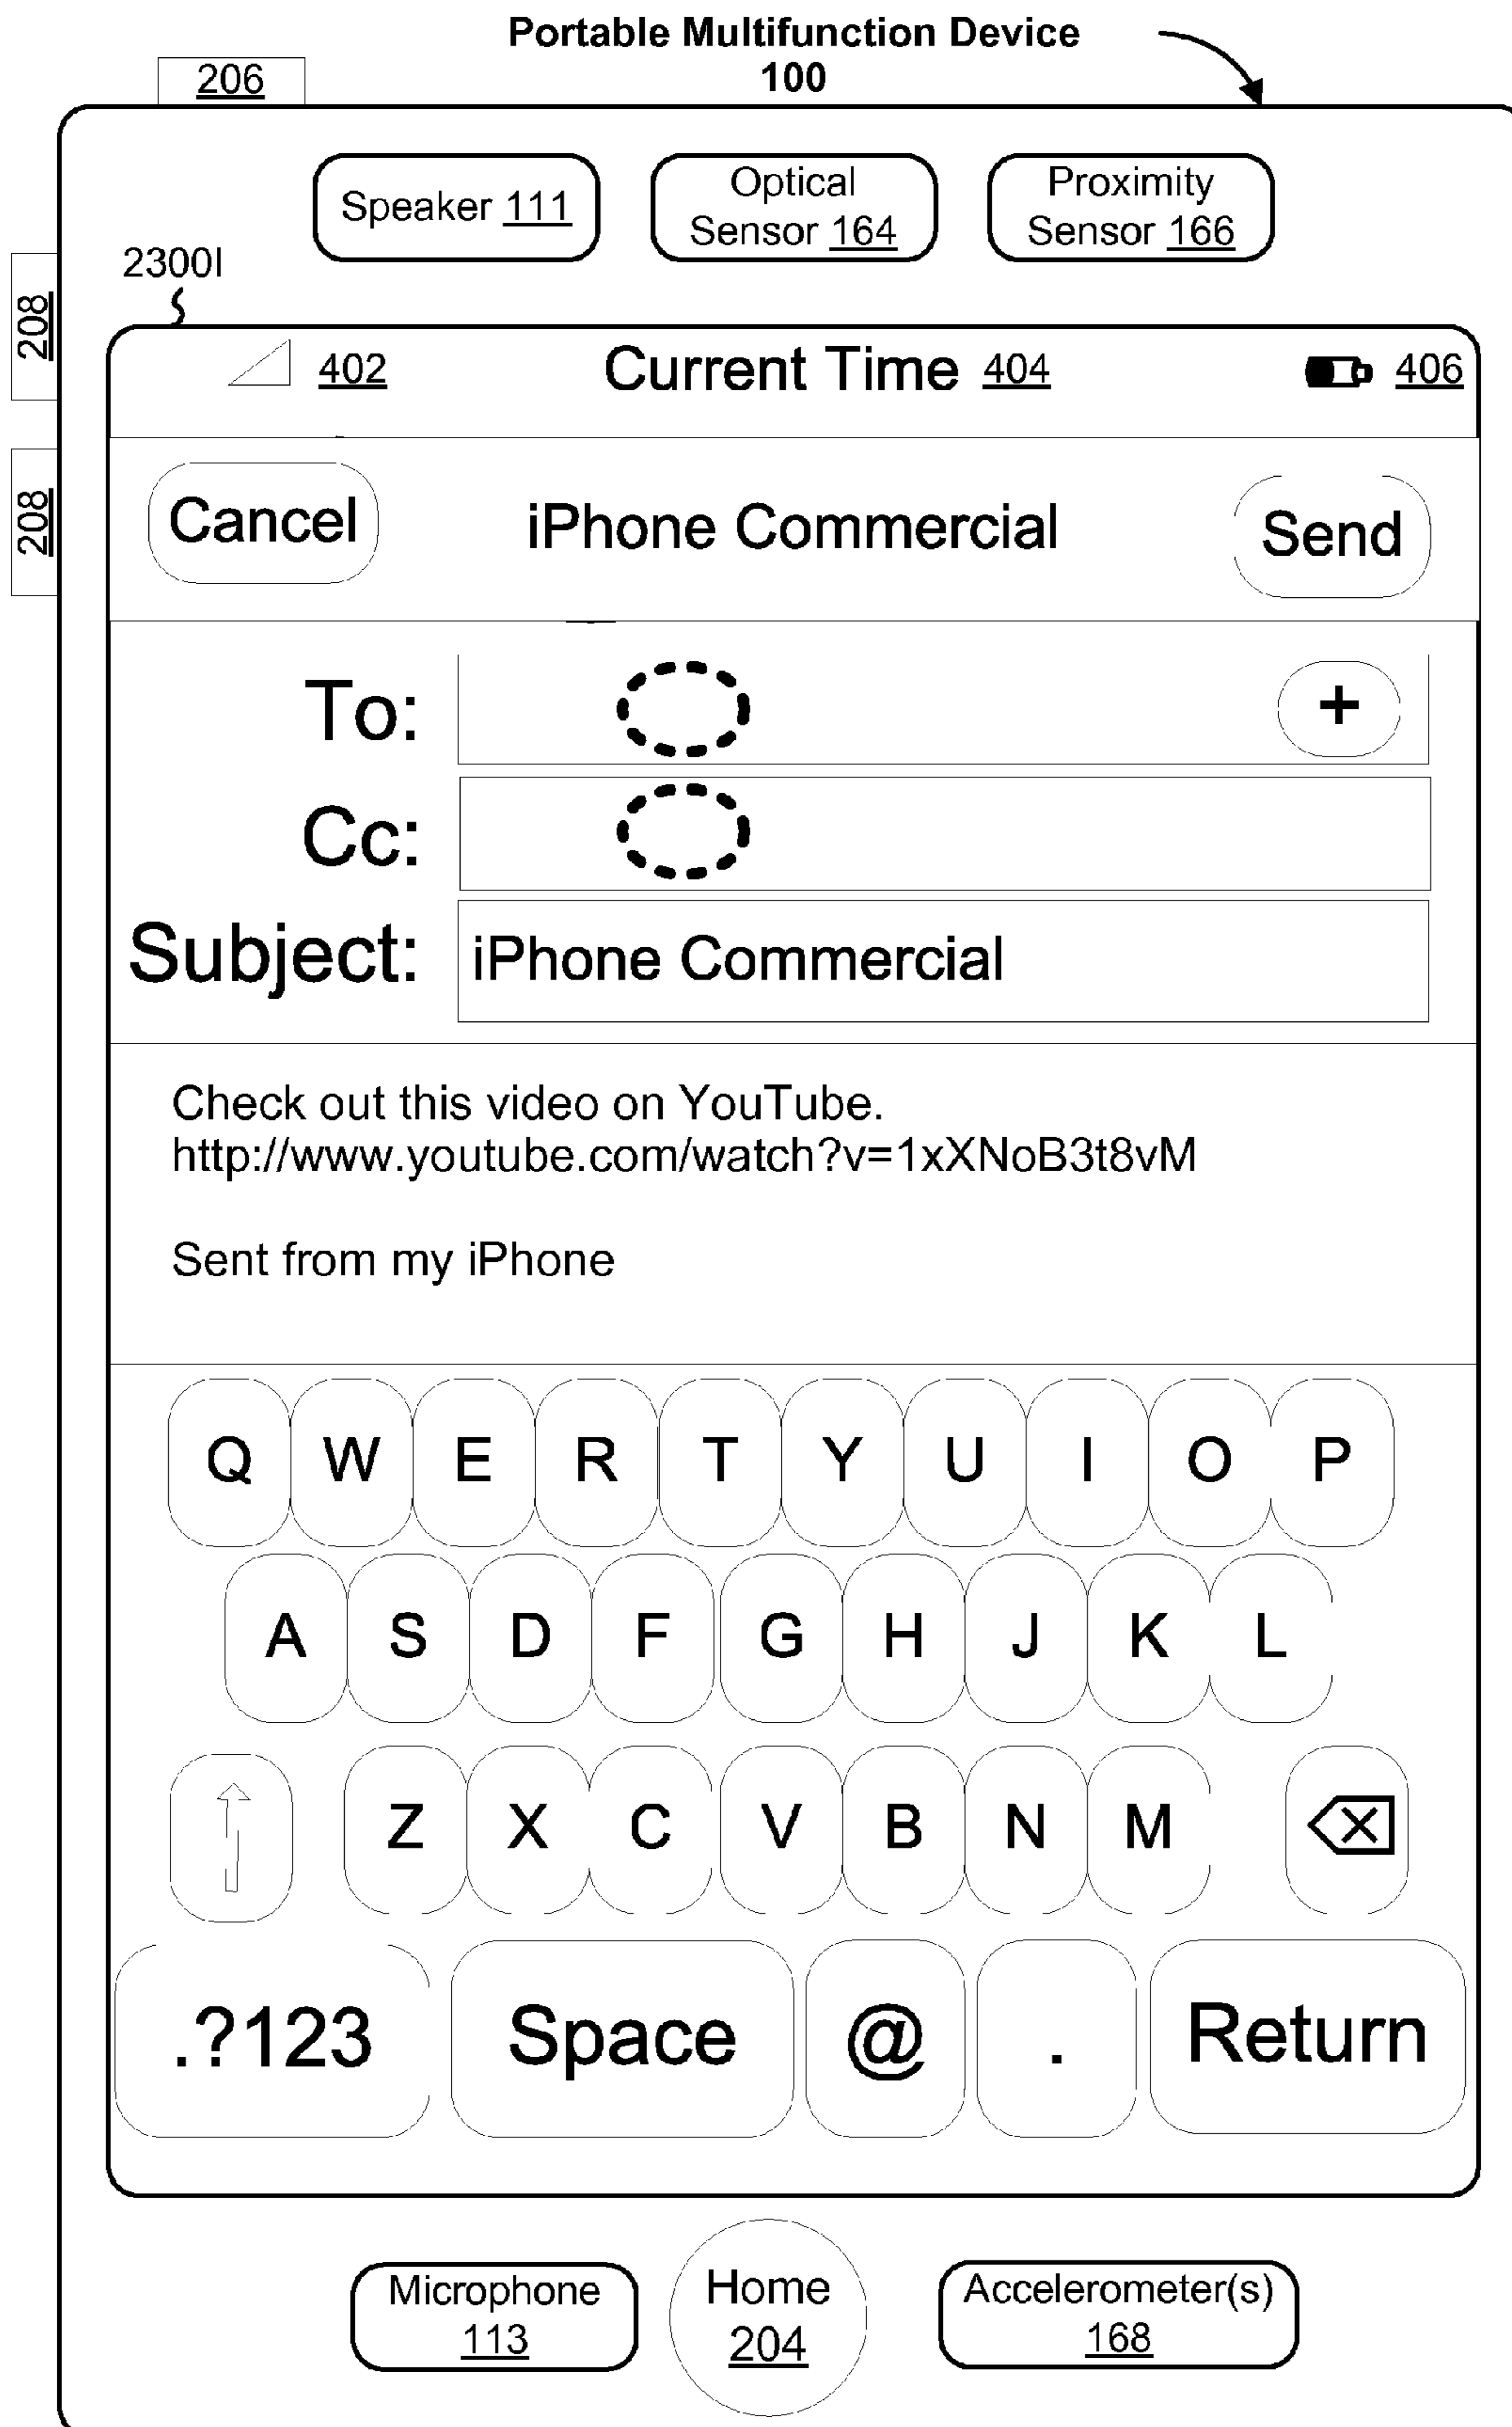 Portable Multifunction Device
100
206
Speaker 111
Optical
Sensor 164
Proximity
Sensor 166
2300I
208
208
402
Current Time 404
406
Cancel
iPhone Commercial
Send
To:
+
Cc:
Subject:
iPhone Commercial
Check out this video on YouTube.
http://www.youtube.com/watch?v=1xXNoB3t8vM
Sent from my iPhone
Q W E R T Y U I O P
A S D F G H J K L
Z X C V B N M
.?123
Space
@
.
Return
Microphone
113
Home
204
Accelerometer(s)
168